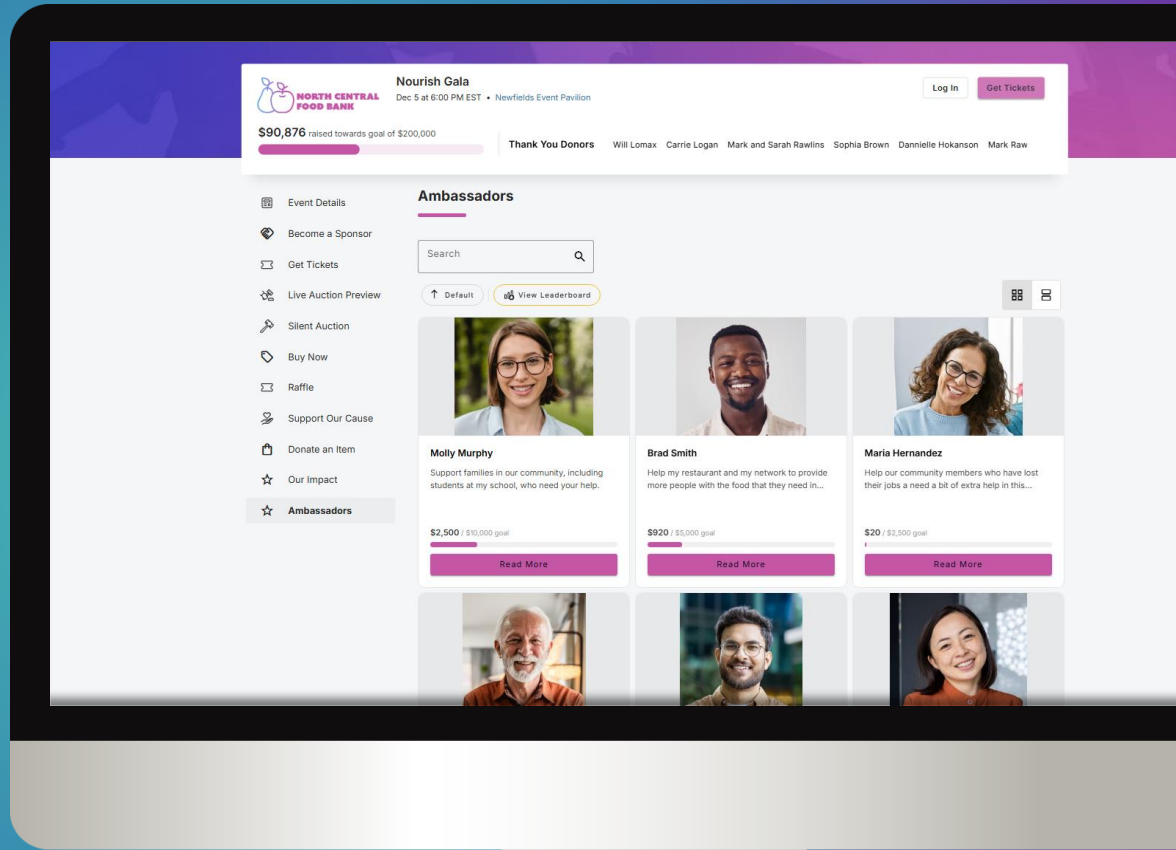 NORTH CENTRAL
FOOD BANK
Nourish Gala
Dec 5 at 6:00 PM EST • Newfields Event Pavilion
Log In
Get Tickets
$90,876 raised towards goal of $200,000
Thank You Donors Will Lomax Carrie Logan Mark and Sarah Rawlins Sophia Brown Dannielle Hokanson Mark Raw
Event Details
Become a Sponsor
Get Tickets
Live Auction Preview
Silent Auction
Buy Now
Raffle
Support Our Cause
Donate an Item
Our Impact
Ambassadors
Ambassadors
Search
Default
View Leaderboard
Molly Murphy
Support families in our community, including
students at my school, who need your help.
$2,500 / $10,000 goal
Read More
Brad Smith
Help my restaurant and my network to provide
more people with the food that they need in...
$920 / $5,000 goal
Read More
Maria Hernandez
Help our community members who have lost
their jobs a need a bit of extra help in this...
$20 / $2,500 goal
Read More